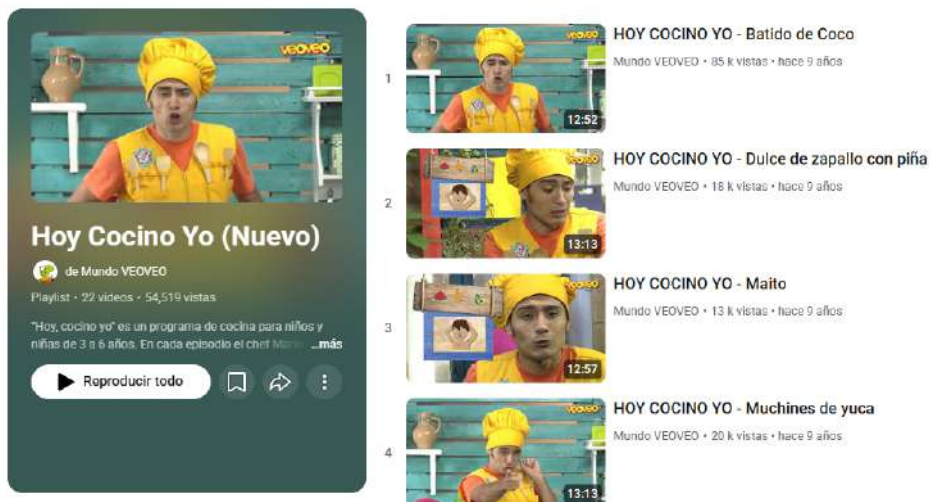 VEOVEO
Hoy Cocino Yo (Nuevo)
de Mundo VEOVEO
Playlist • 22 videos • 54,519 vistas
"Hoy, cocino yo" es un programa de cocina para niños y
niñas de 3 a 6 años. En cada episodio el chef ...más
Reproducir todo
1
12:52
HOY COCINO YO - Batido de Coco
Mundo VEOVEO • 85 k vistas • hace 9 años
2
VEOVEO
13:13
HOY COCINO YO - Dulce de zapallo con piña
Mundo VEOVEO • 18 k vistas • hace 9 años
3
VEOVEO
12:57
HOY COCINO YO - Maito
Mundo VEOVEO • 13 k vistas • hace 9 años
4
VEOVEO
13:13
HOY COCINO YO - Muchines de yuca
Mundo VEOVEO • 20 k vistas • hace 9 años